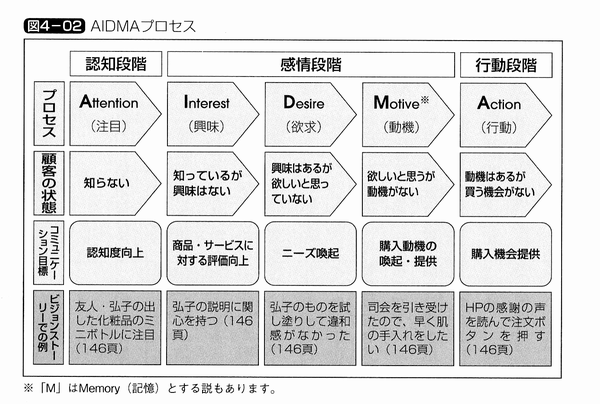 図4-02 AIDMAプロセス
認知段階
感情段階
行動段階
プロセス
Attention
（注目）
Interest
（興味）
Desire
（欲求）
Motive※
（動機）
Action
（行動）
顧客の状態
知らない
知っているが
興味はない
興味はあるが
欲しいと思っ
ていない
欲しいと思うが
動機がない
動機はあるが
買う機会がない
コミュニケー
ション目標
認知度向上
商品・サービスに
対する評価向上
ニーズ喚起
購入動機の
喚起・提供
購入機会提供
ビジョンストー
リーでの例
友人・弘子の出
した化粧品のミ
ニボトルに注目
（146頁）
弘子の説明に関
心を持つ（146
頁）
弘子のものを試
し塗りして違和
感がなかった
（146頁）
司会を引き受け
たので、早く肌
の手入れをした
い（146頁）
HPの感謝の声
を読んで注文ボ
タンを押す
（146頁）
※「M」はMemory（記憶）とする説もあります。